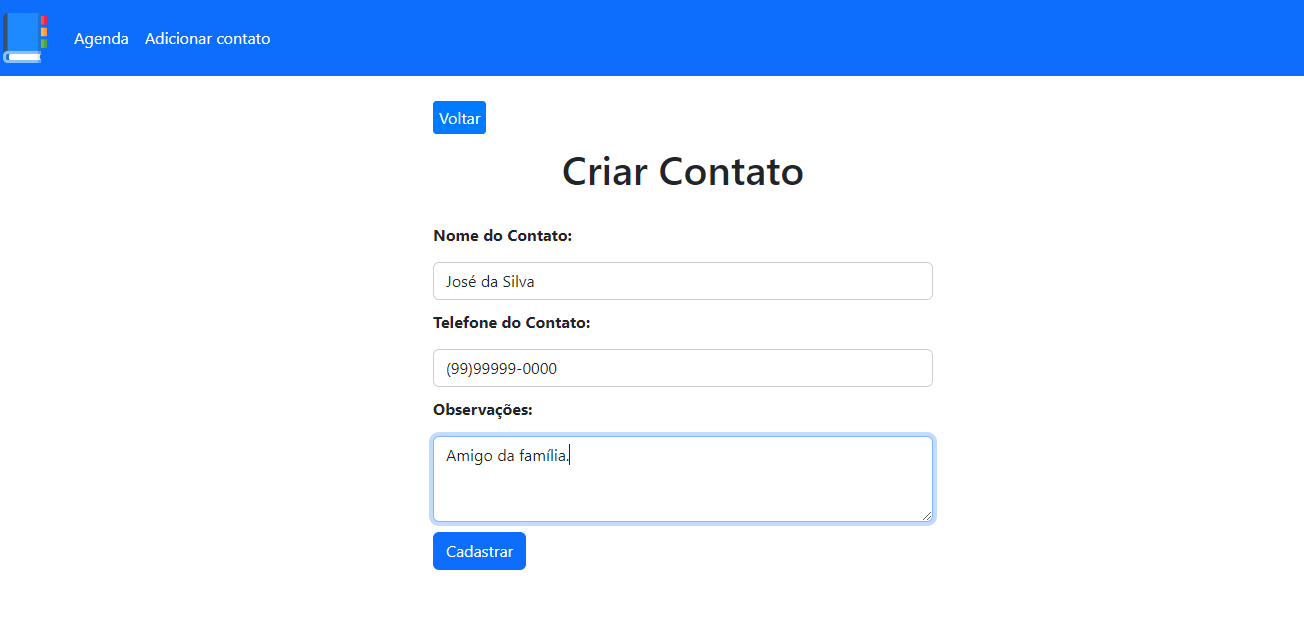 Agenda Adicionar contato
Voltar
Criar Contato
Nome do Contato:
José da Silva
Telefone do Contato:
(99)99999-0000
Observações:
Amigo da família.
Cadastrar